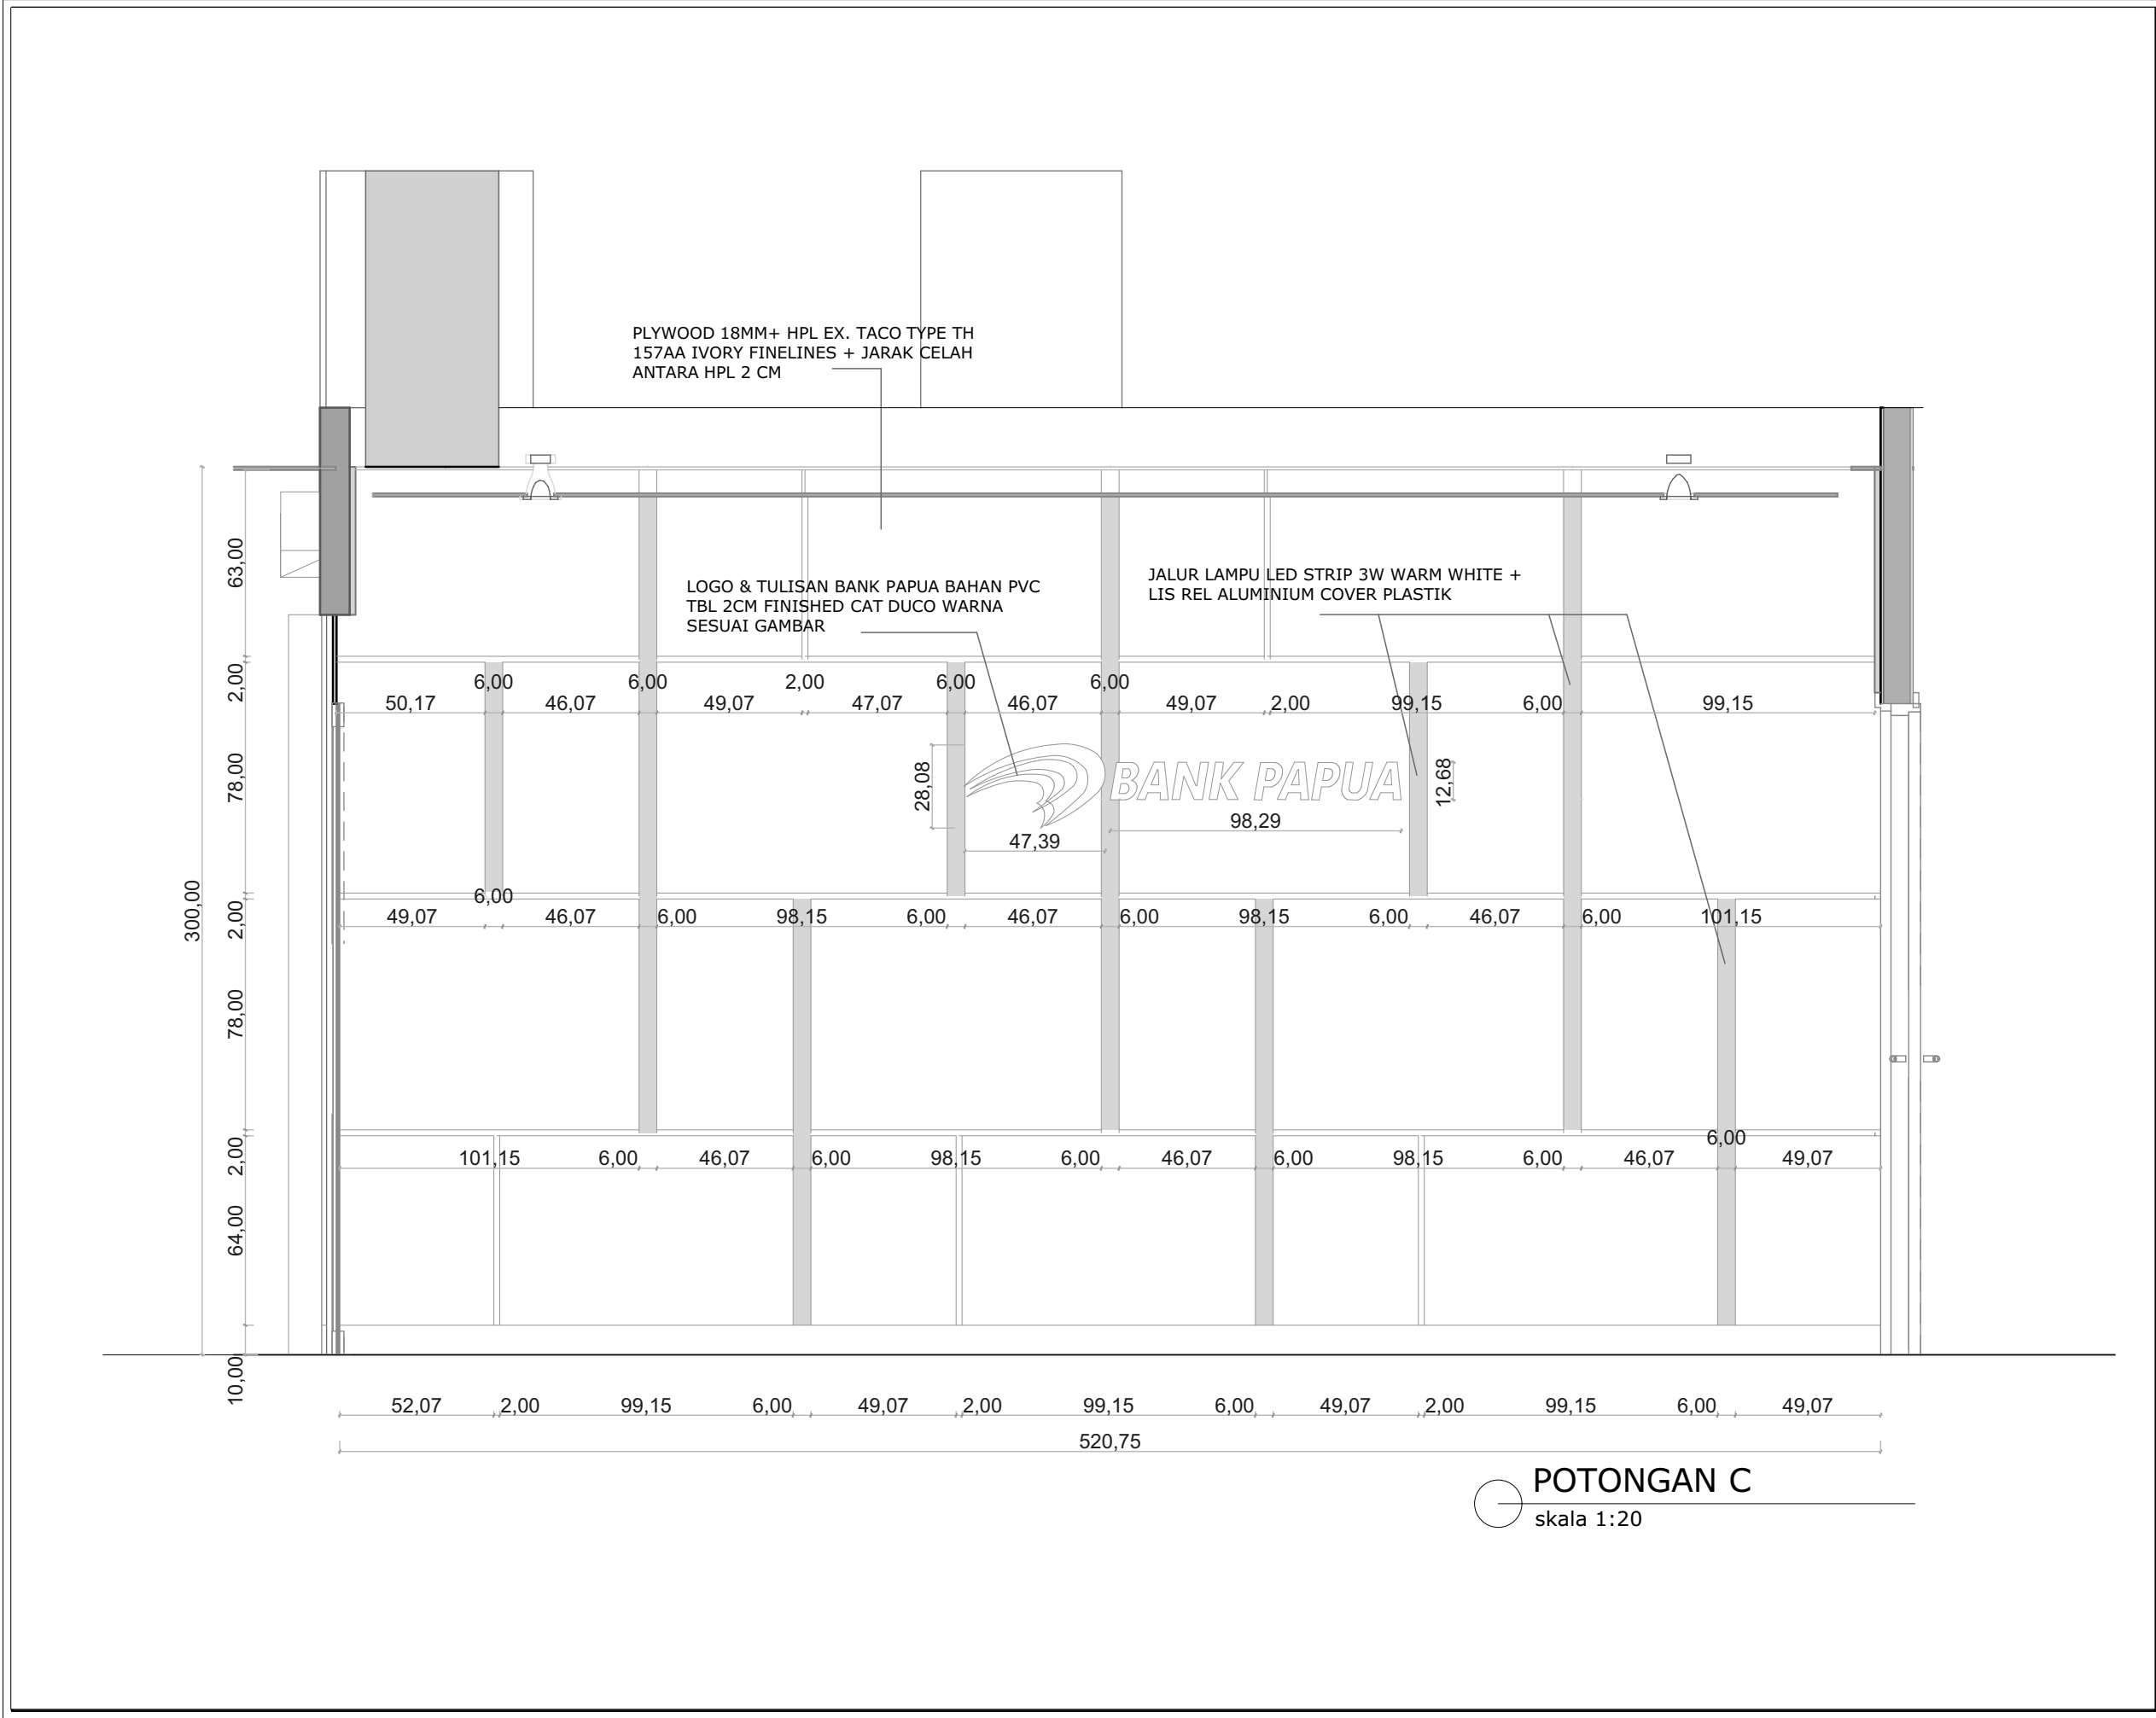 PLYWOOD 18MM+ HPL EX. TACO TYPE TH
157AA IVORY FINELINES + JARAK CELAH
ANTARA HPL 2 CM
LOGO & TULISAN BANK PAPUA BAHAN PVC
TBL 2CM FINISHED CAT DUCO WARNA
SESUAI GAMBAR
JALUR LAMPU LED STRIP 3W WARM WHITE +
LIS REL ALUMINIUM COVER PLASTIK
63,00
2,00
6,00 6,00 2,00 6,00 6,00
50,17 46,07 49,07 47,07 46,07 49,07 2,00 99,15 6,00 99,15
78,00
28,08
BANK PAPUA
12,68
98,29
47,39
300,00
2,00
6,00
49,07 46,07 6,00 98,15 6,00 46,07 6,00 98,15 6,00 46,07 6,00 101,15
78,00
2,00
6,00
101,15 6,00 46,07 6,00 98,15 6,00 46,07 6,00 98,15 6,00 46,07 49,07
64,00
10,00
52,07 2,00 99,15 6,00 49,07 2,00 99,15 6,00 49,07 2,00 99,15 6,00 49,07
520,75
POTONGAN C
skala 1:20